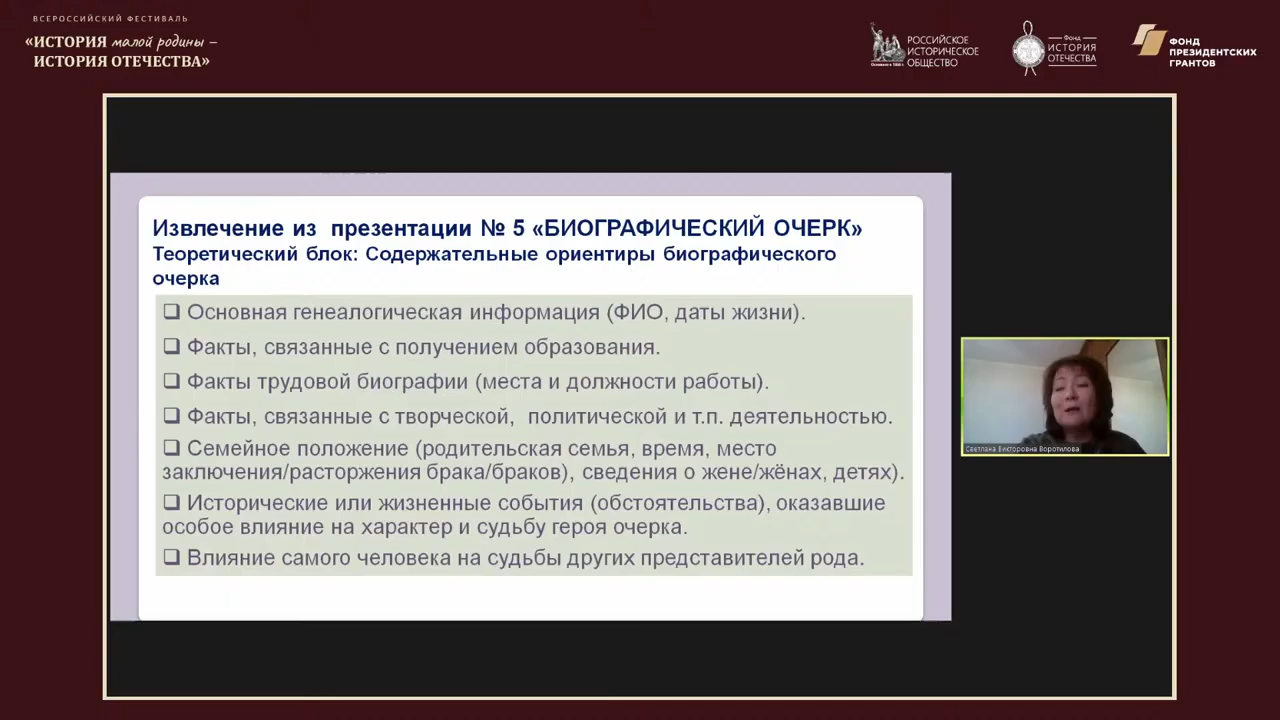 ВСЕРОССИЙСКИЙ ФЕСТИВАЛЬ
«ИСТОРИЯ малой родины –
ИСТОРИЯ ОТЕЧЕСТВА»
РОССИЙСКОЕ
ИСТОРИЧЕСКОЕ
ОБЩЕСТВО
Основано в 1866 г.
Фонд
ИСТОРИЯ
ОТЕЧЕСТВА
ФОНД
ПРЕЗИДЕНТСКИХ
ГРАНТОВ
Извлечение из презентации № 5 «БИОГРАФИЧЕСКИЙ ОЧЕРК»
Теоретический блок: Содержательные ориентиры биографического
очерка
❑ Основная генеалогическая информация (ФИО, даты жизни).
❑ Факты, связанные с получением образования.
❑ Факты трудовой биографии (места и должности работы).
❑ Факты, связанные с творческой, политической и т.п. деятельностью.
❑ Семейное положение (родительская семья, время, место
заключения/расторжения брака/браков), сведения о жене/жёнах, детях).
❑ Исторические или жизненные события (обстоятельства), оказавшие
особое влияние на характер и судьбу героя очерка.
❑ Влияние самого человека на судьбы других представителей рода.
Светлана Викторовна Воротилова